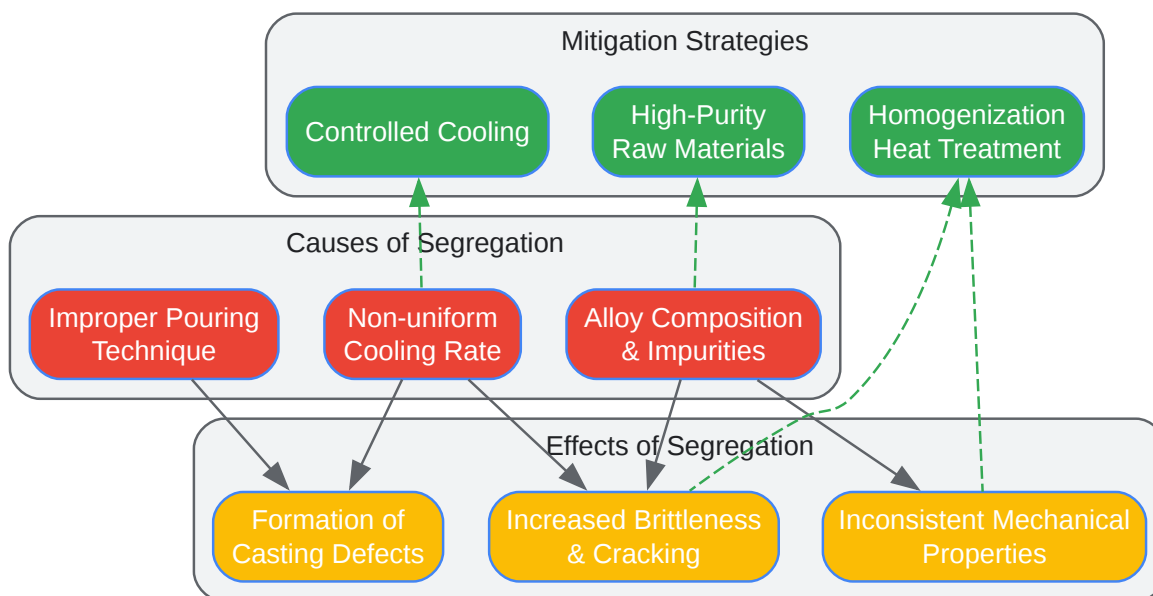 Mitigation Strategies
Controlled Cooling
High-Purity
Raw Materials
Homogenization
Heat Treatment
Causes of Segregation
Improper Pouring
Technique
Non-uniform
Cooling Rate
Alloy Composition
& Impurities
Effects of Segregation
Formation of
Casting Defects
Increased Brittleness
& Cracking
Inconsistent Mechanical
Properties